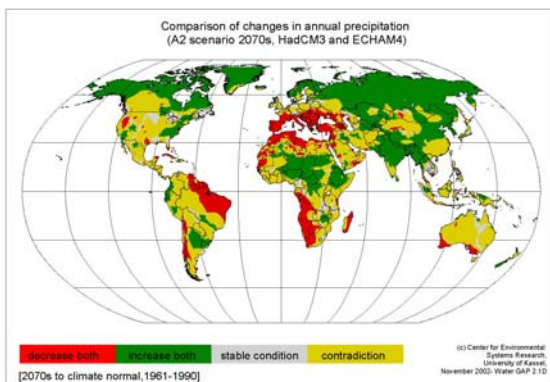 Comparison of changes in annual precipitation
(A2 scenario 2070s, HadCM3 and ECHAM4)
decrease both
increase both
stable condition
contradiction
[2070s to climate normal,1961-1990]
(c) Center for Environmental
Systems Research,
University of Kassel,
November 2002- Water GAP 2.1D